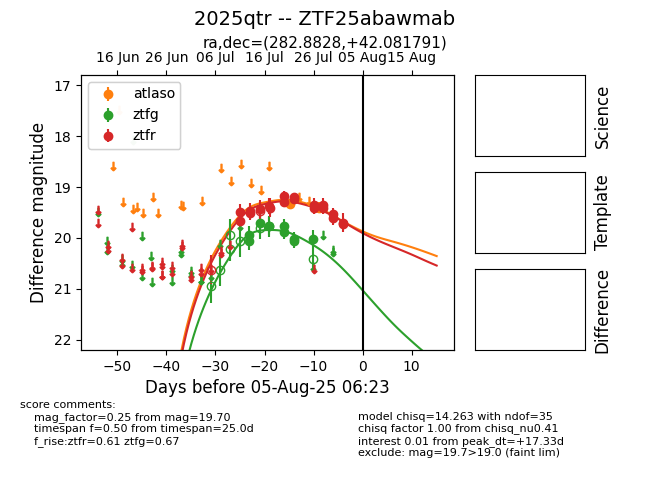 2025qtr -- ZTF25abawmab
ra,dec=(282.8828,+42.081791)
16 Jun 26 Jun 06 Jul 16 Jul 26 Jul 05 Aug 15 Aug
atlaso
ztfg
ztfr
17
18
19
20
21
22
Difference magnitude
−50 −40 −30 −20 −10 0 10
Days before 05-Aug-25 06:23
Science
Template
Difference
score comments:
mag_factor=0.25 from mag=19.70
timespan f=0.50 from timespan=25.0d
f_rise:ztfr=0.61 ztfg=0.67
model chisq=14.263 with ndof=35
chisq factor 1.00 from chisq_nu0.41
interest 0.01 from peak_dt=+17.33d
exclude: mag=19.7>19.0 (faint lim)